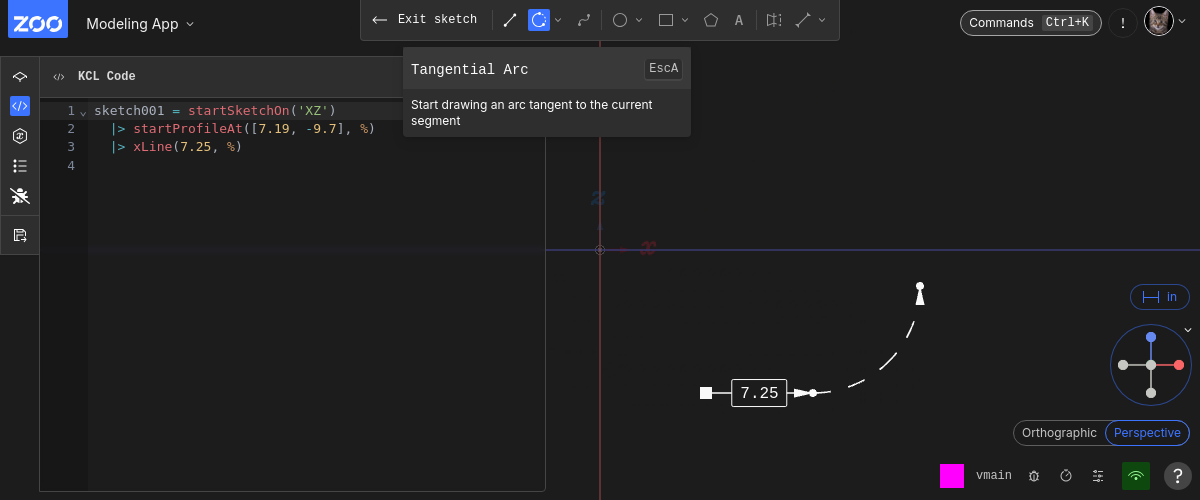 ZOO
Modeling App
Exit sketch
A
Commands Ctrl+K
!
Tangential Arc EscA
Start drawing an arc tangent to the current
segment
KCL Code
1 sketch001 = startSketchOn('XZ')
2 |> startProfileAt([7.19, -9.7], %)
3 |> xLine(7.25, %)
4
z
x
in
7.25
Orthographic Perspective
vmain
?